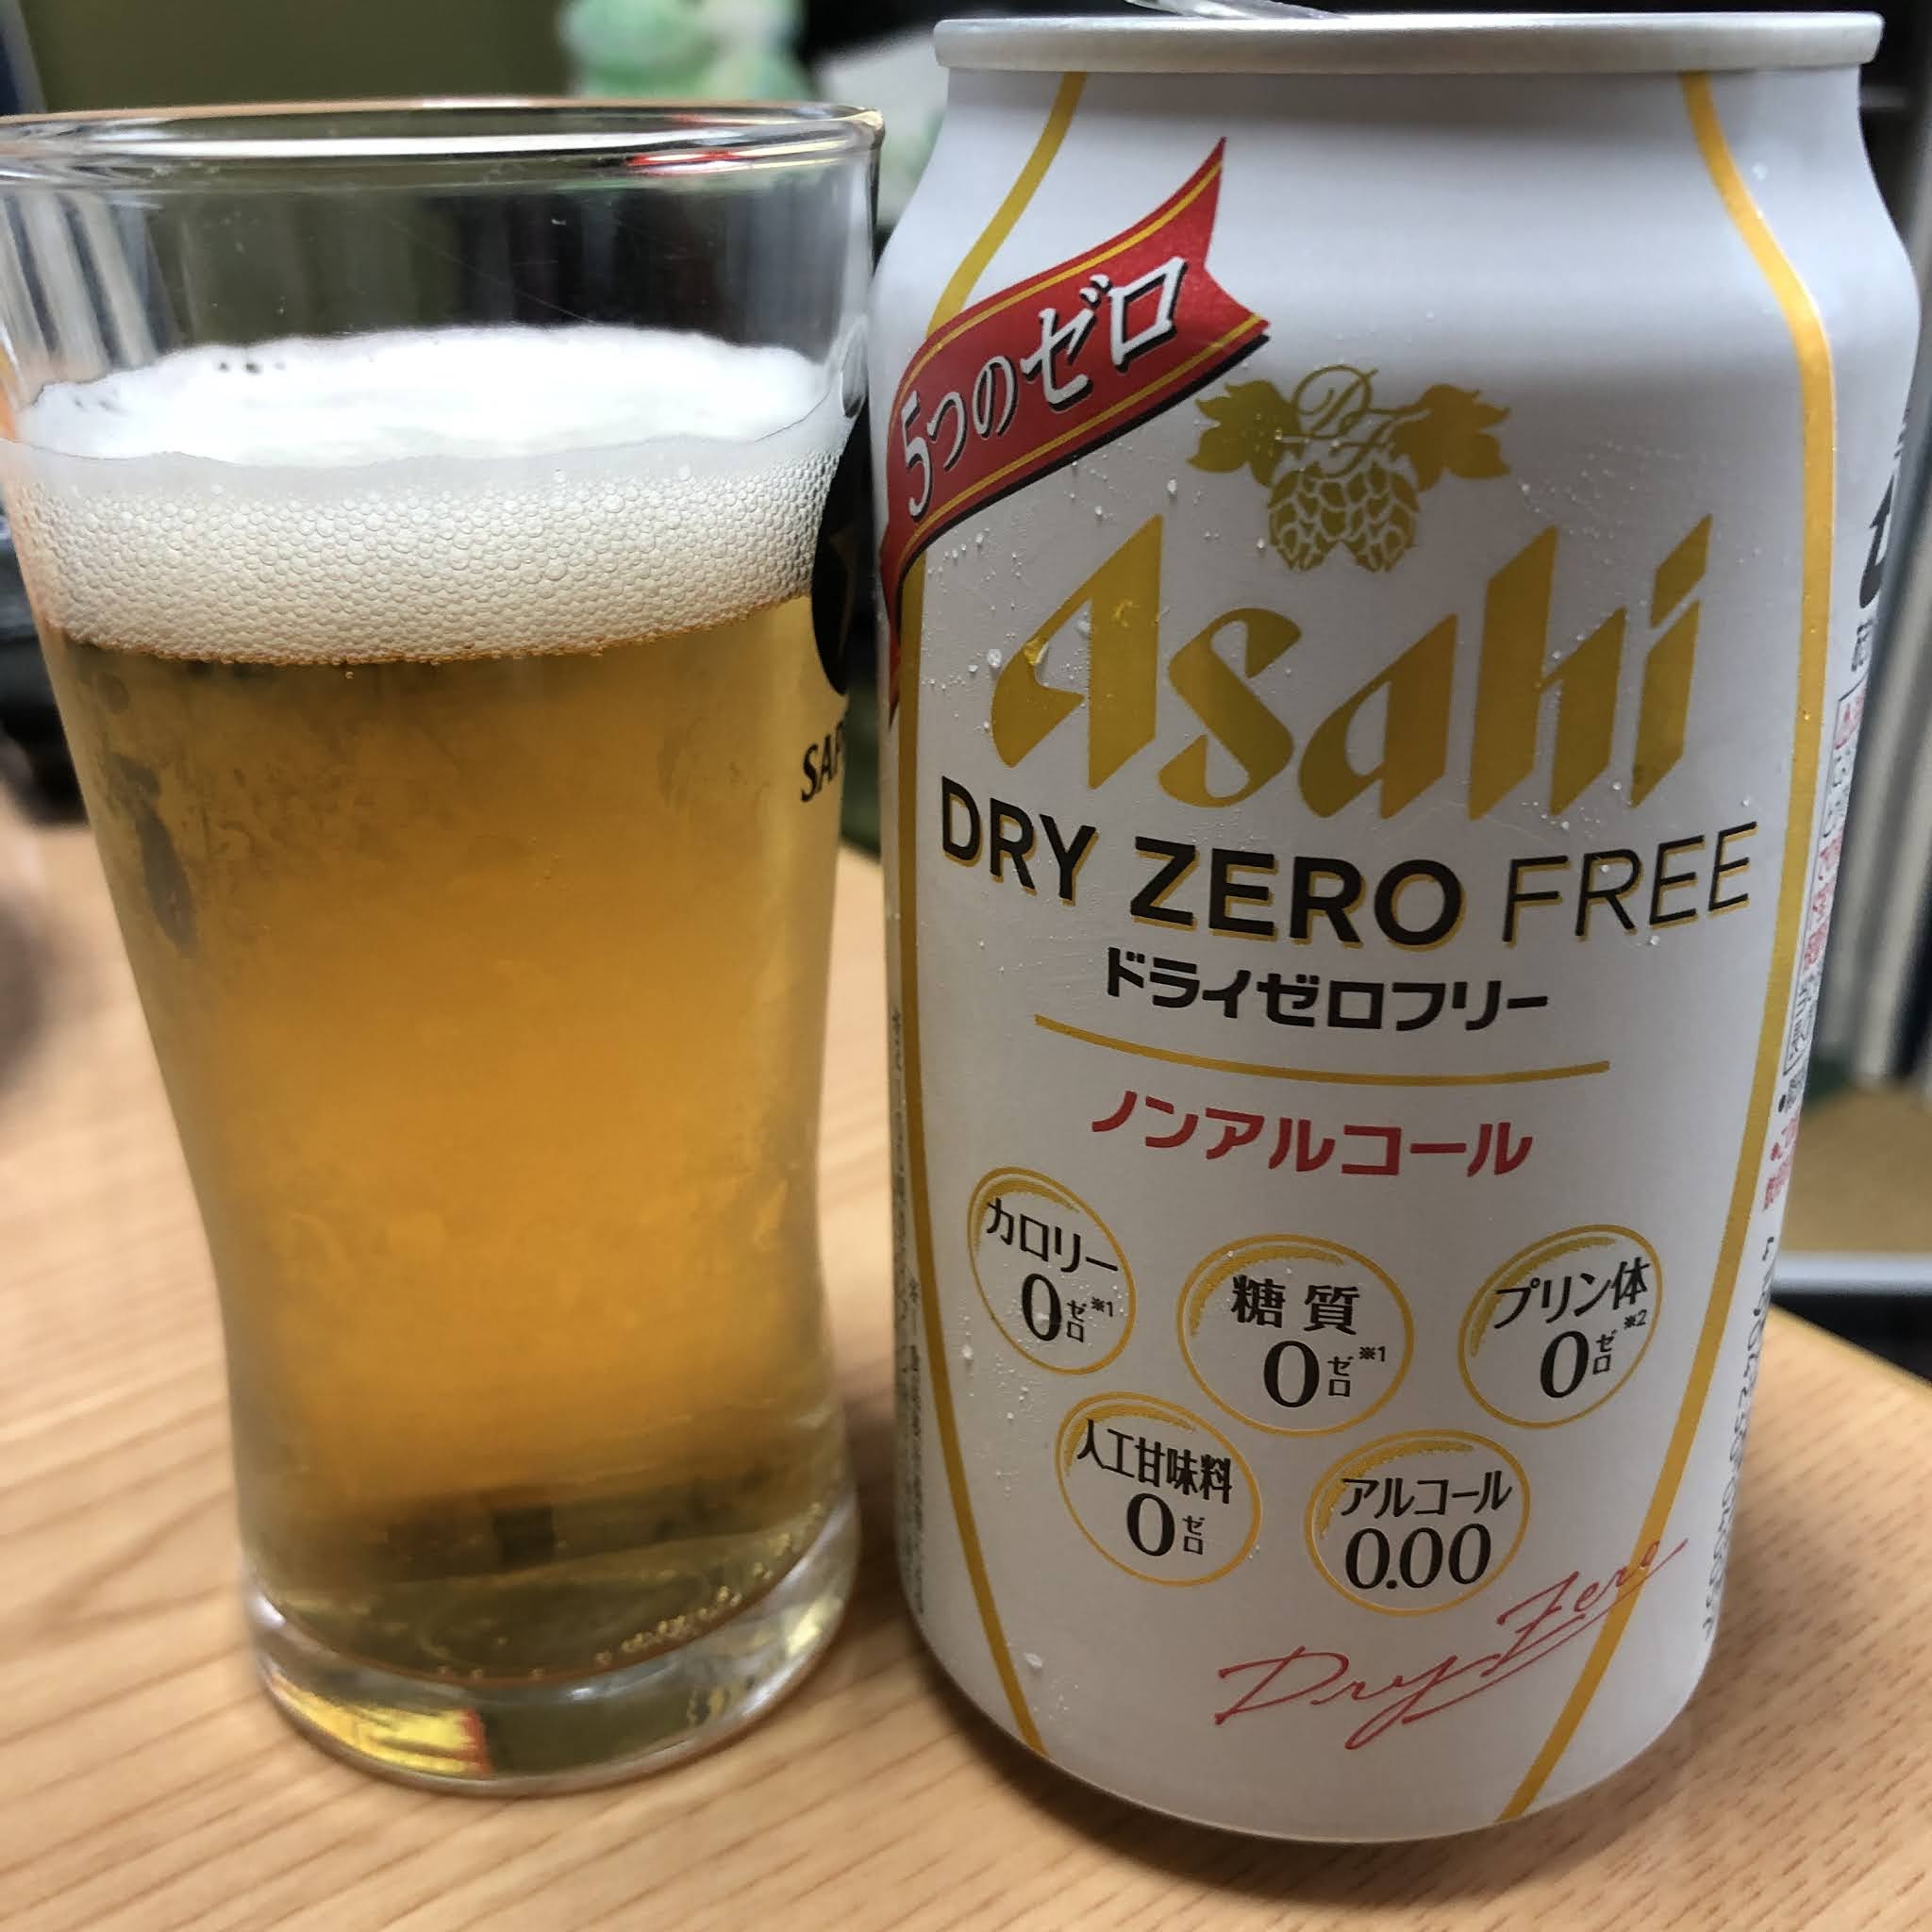 5つのゼロ
DZ
Asahi
DRY ZERO FREE
ドライゼロフリー
ノンアルコール
カロリー
0ゼロ※1
糖質
0ゼロ※1
プリン体
0ゼロ※2
人工甘味料
0ゼロ
アルコール
0.00
Dry Zero
SAP